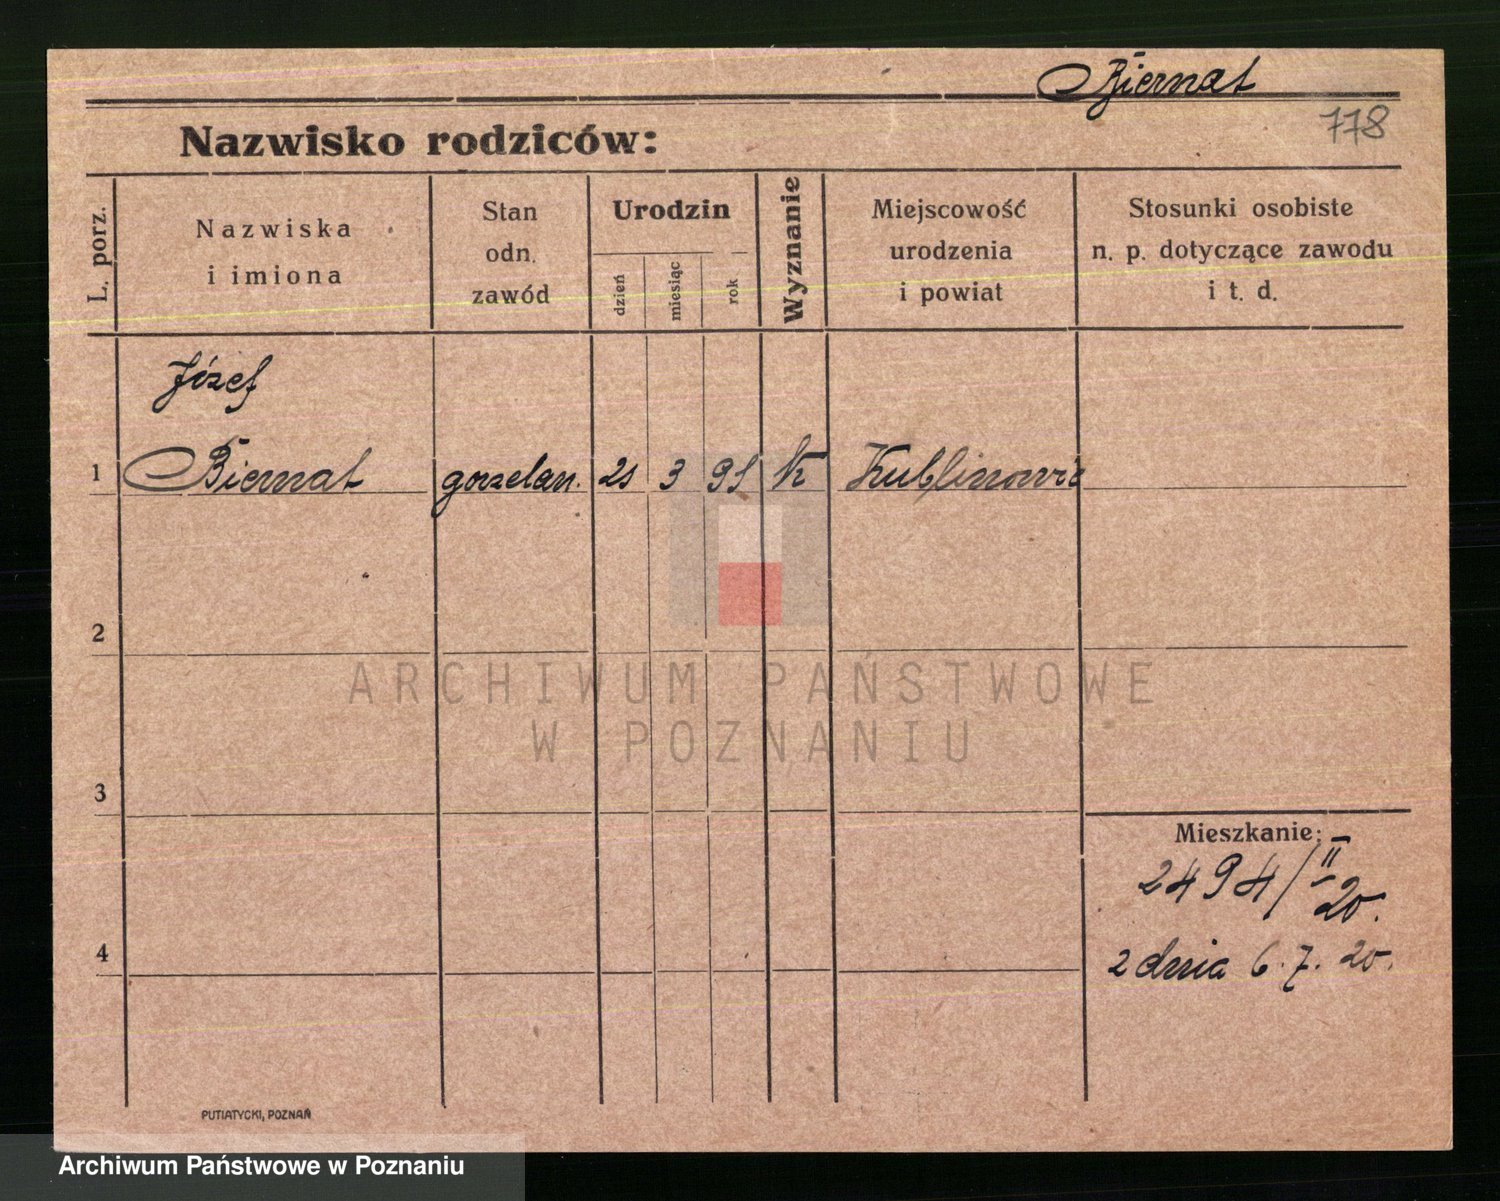 Biernat
778
Nazwisko rodziców:
L. porz.
Nazwiska
i imiona
Stan
odn.
zawód
Urodzin
dzień
miesiąc
rok
Wyznanie
Miejscowość
urodzenia
i powiat
Stosunki osobiste
n. p. dotyczące zawodu
i t. d.
Józef
1 Biernat gorzelan. 21 3 91 k Kublinowie
2
3
4
Mieszkanie:
2494/II 20.
z dnia 6. 7. 20.
PUTIATYCKI, POZNAŃ
ARCHIWUM PAŃSTWOWE
W POZNANIU
Archiwum Państwowe w Poznaniu